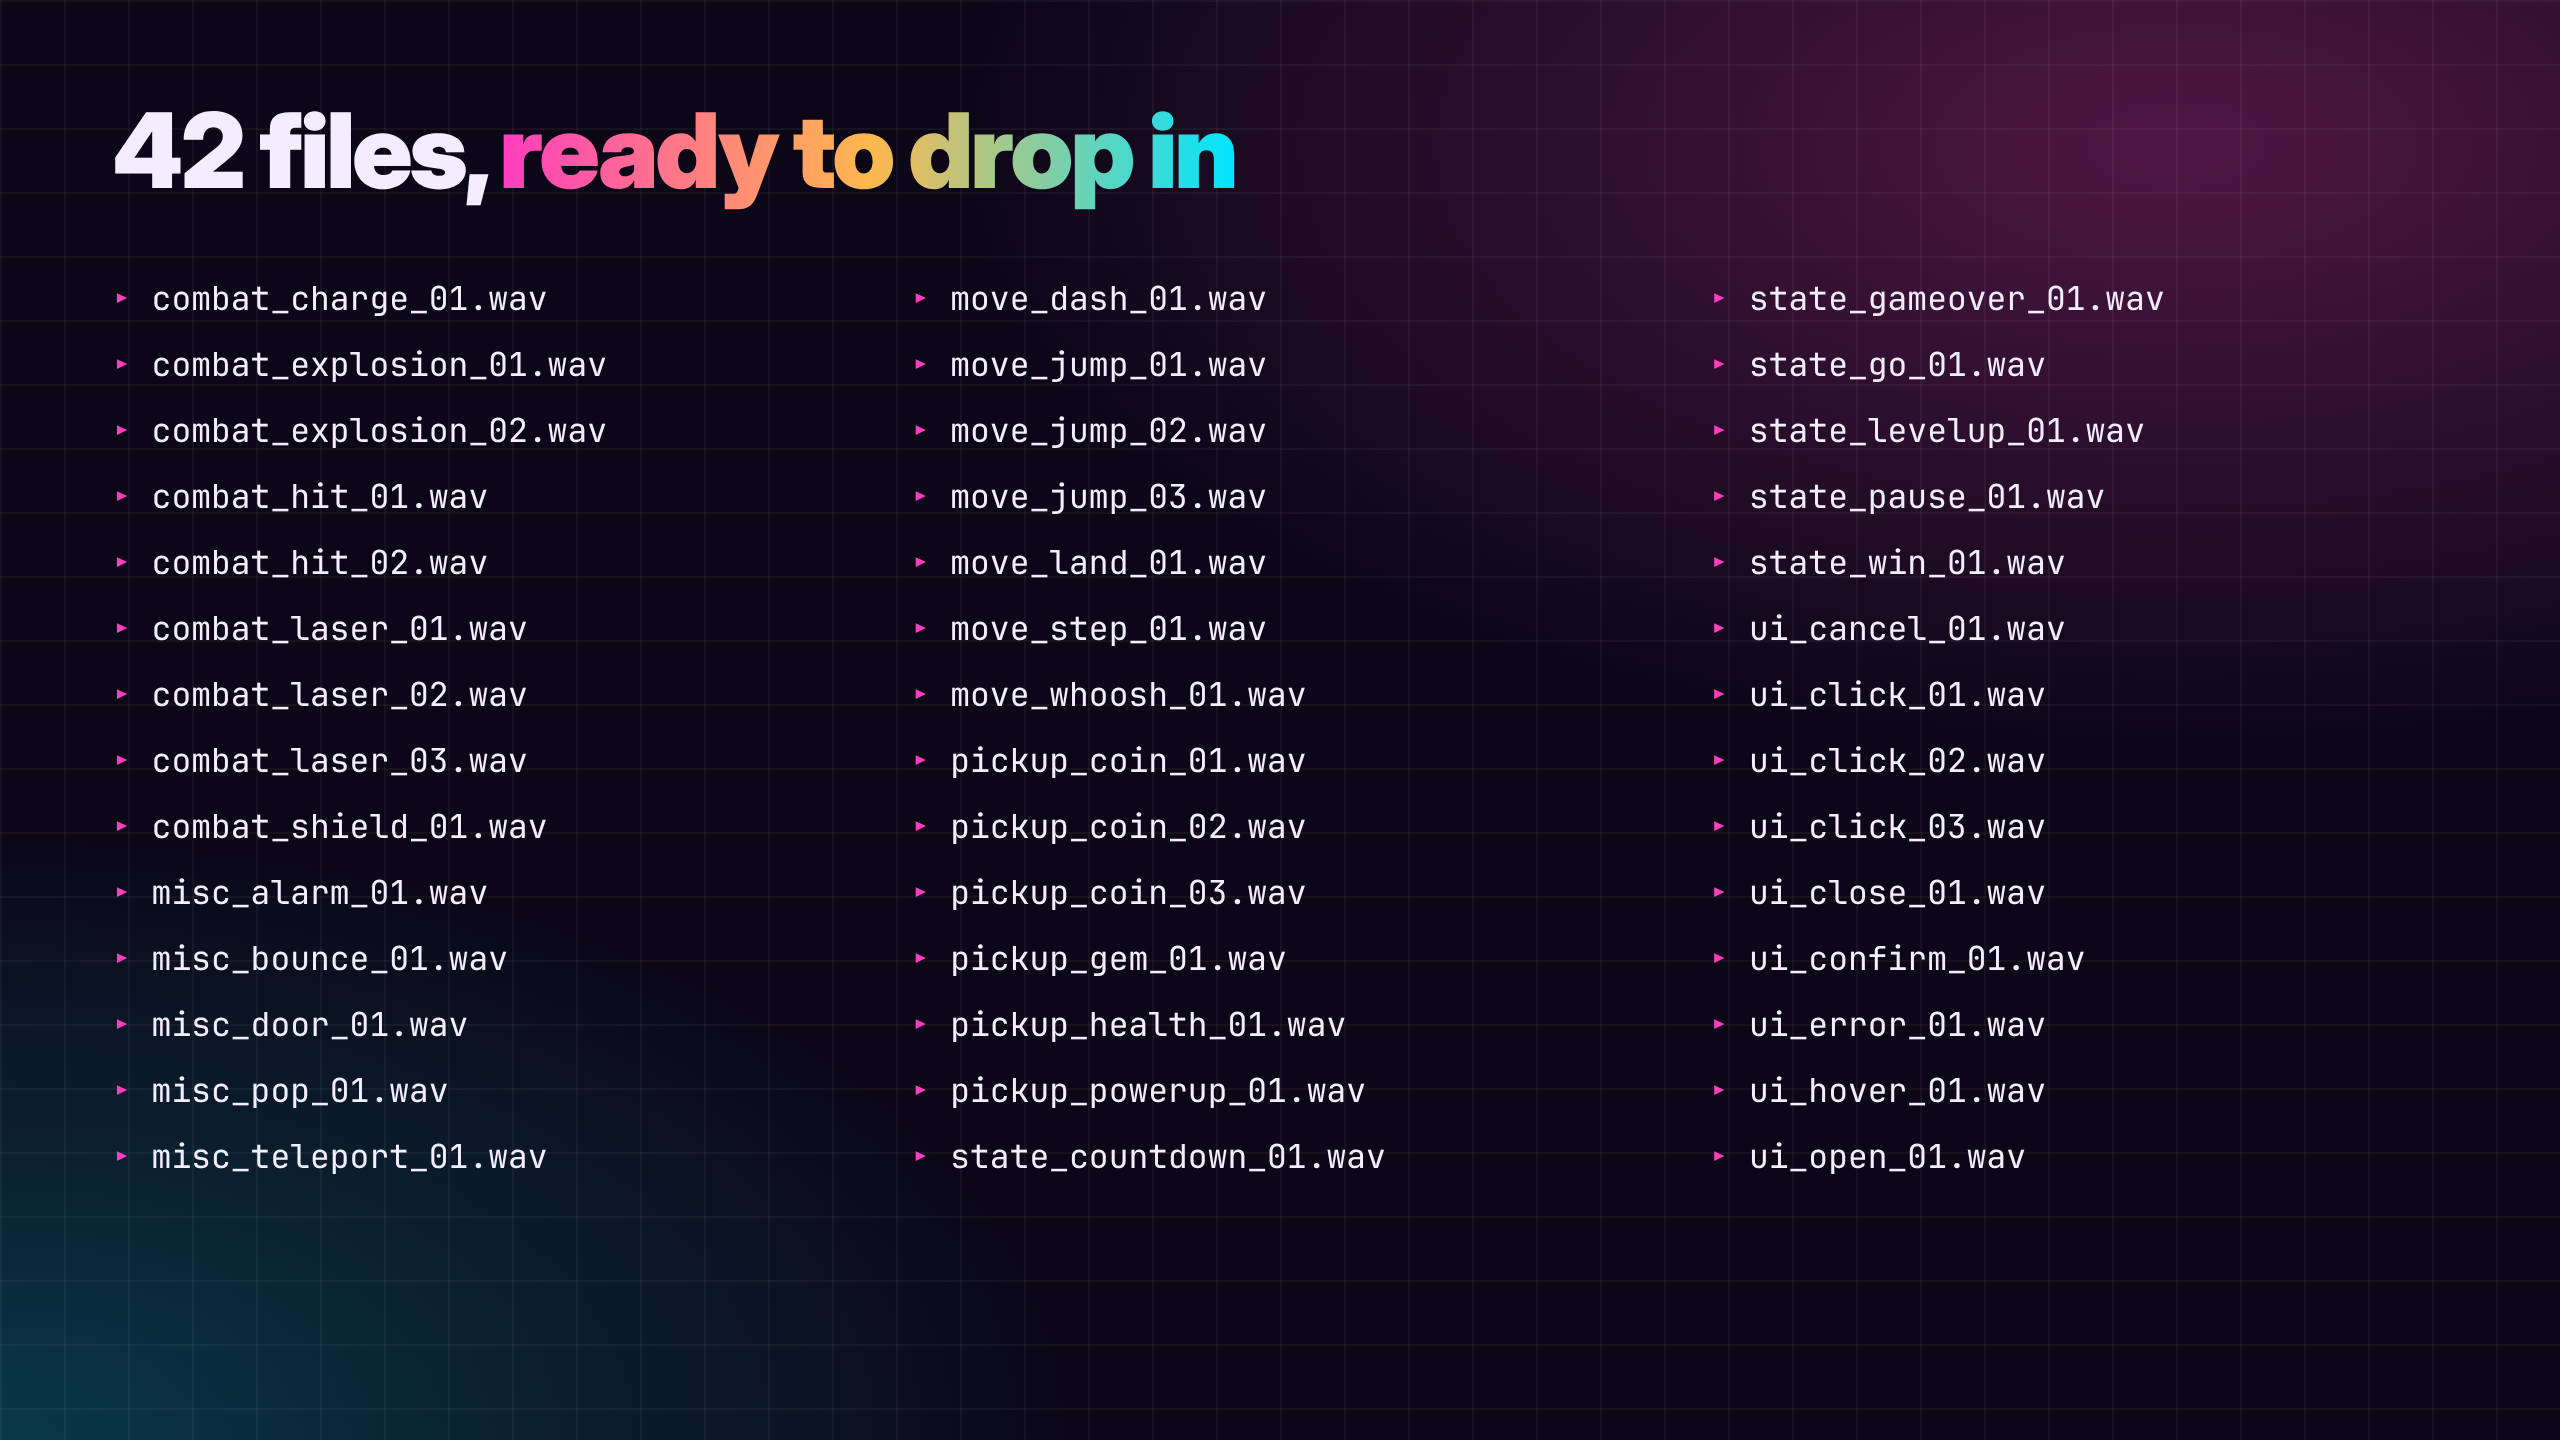 42 files, ready to drop in
combat_charge_01.wav
combat_explosion_01.wav
combat_explosion_02.wav
combat_hit_01.wav
combat_hit_02.wav
combat_laser_01.wav
combat_laser_02.wav
combat_laser_03.wav
combat_shield_01.wav
misc_alarm_01.wav
misc_bounce_01.wav
misc_door_01.wav
misc_pop_01.wav
misc_teleport_01.wav
move_dash_01.wav
move_jump_01.wav
move_jump_02.wav
move_jump_03.wav
move_land_01.wav
move_step_01.wav
move_whoosh_01.wav
pickup_coin_01.wav
pickup_coin_02.wav
pickup_coin_03.wav
pickup_gem_01.wav
pickup_health_01.wav
pickup_powerup_01.wav
state_countdown_01.wav
state_gameover_01.wav
state_go_01.wav
state_levelup_01.wav
state_pause_01.wav
state_win_01.wav
ui_cancel_01.wav
ui_click_01.wav
ui_click_02.wav
ui_click_03.wav
ui_close_01.wav
ui_confirm_01.wav
ui_error_01.wav
ui_hover_01.wav
ui_open_01.wav